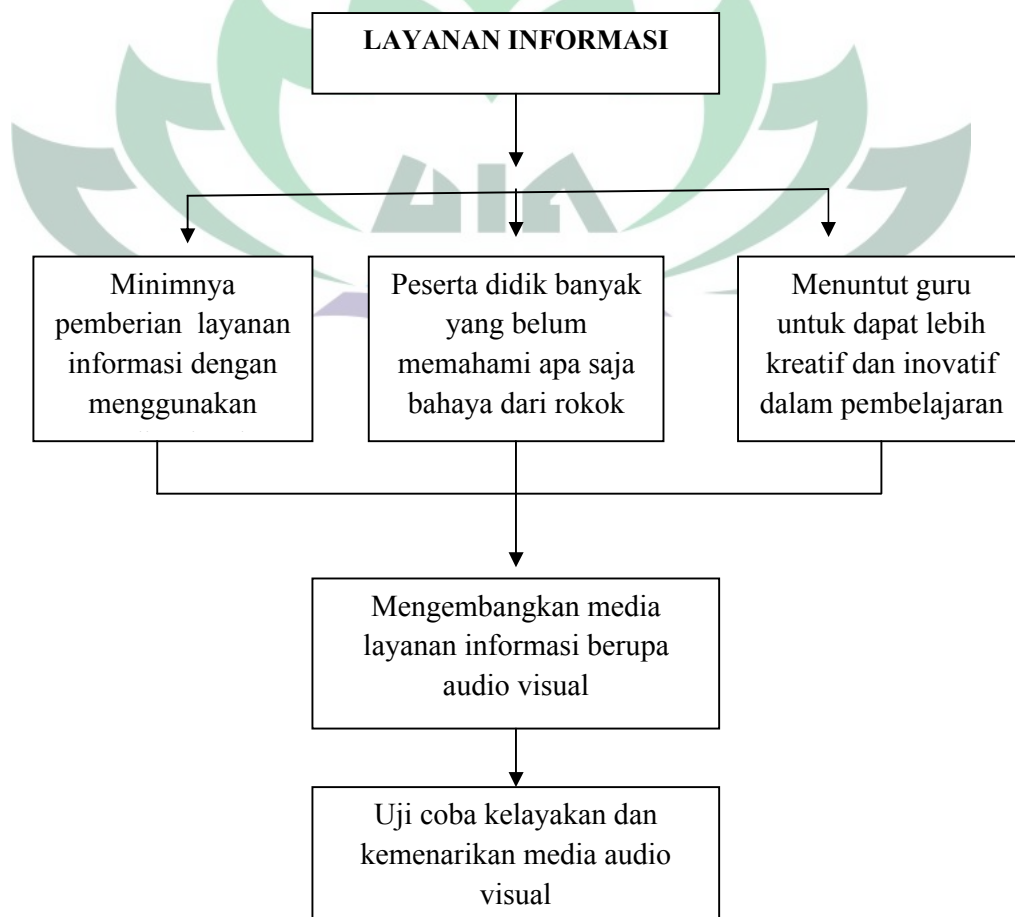 LAYANAN INFORMASI
Minimnya
pemberian layanan
informasi dengan
menggunakan
Peserta didik banyak
yang belum
memahami apa saja
bahaya dari rokok
Menuntut guru
untuk dapat lebih
kreatif dan inovatif
dalam pembelajaran
Mengembangkan media
layanan informasi berupa
audio visual
Uji coba kelayakan dan
kemenarikan media audio
visual